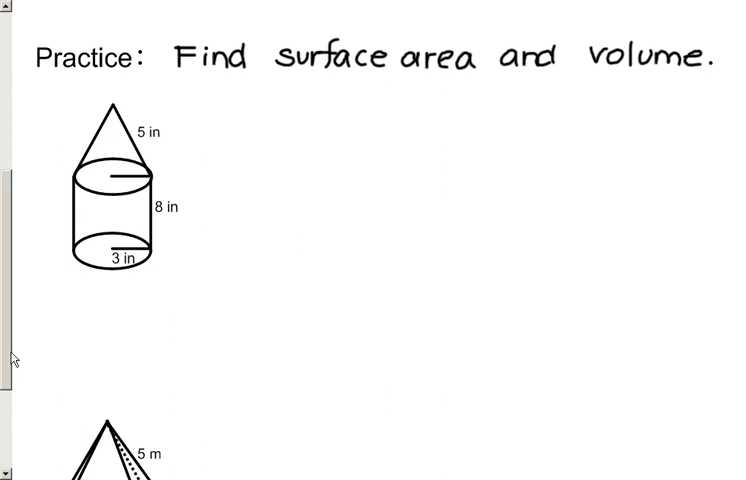 Practice: Find surface area and volume.
5 in
8 in
3 in
5 m